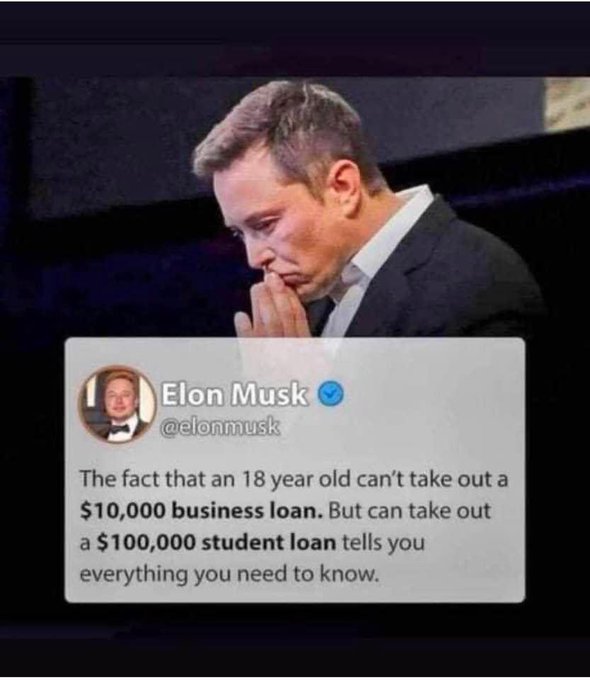 Elon Musk
@elonmusk
The fact that an 18 year old can't take out a
$10,000 business loan. But can take out
a $100,000 student loan tells you
everything you need to know.